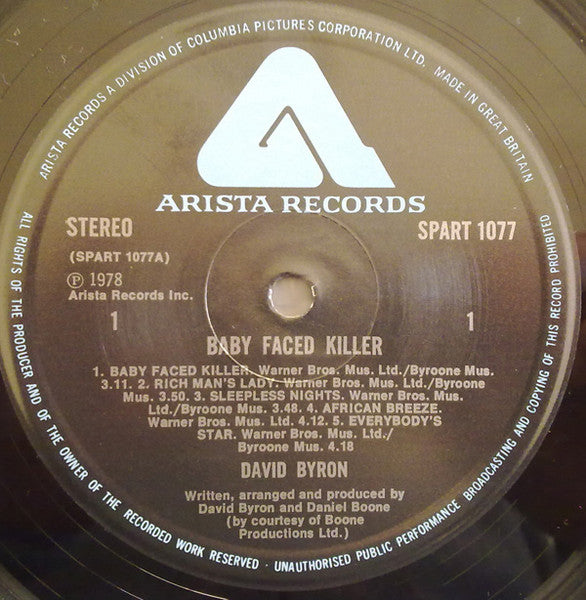 ARISTA RECORDS A DIVISION OF COLUMBIA PICTURES CORPORATION LTD. MADE IN GREAT BRITAIN
ARISTA RECORDS
STEREO
SPART 1077
(SPART 1077A)
Ⓟ 1978
Arista Records Inc.
1
1
BABY FACED KILLER
1. BABY FACED KILLER. Warner Bros. Mus. Ltd./Byroone Mus.
3.11. 2. RICH MAN'S LADY. Warner Bros. Mus. Ltd./Byroone
Mus. 3.50. 3. SLEEPLESS NIGHTS. Warner Bros. Mus.
Ltd./Byroone Mus. 3.48. 4. AFRICAN BREEZE.
Warner Bros. Mus. Ltd. 4.12. 5. EVERYBODY'S
STAR. Warner Bros. Mus. Ltd./
Byroone Mus. 4.18
DAVID BYRON
Written, arranged and produced by
David Byron and Daniel Boone
(by courtesy of Boone
Productions Ltd.)
ALL RIGHTS OF THE PRODUCER AND OF THE OWNER OF THE RECORDED WORK RESERVED · UNAUTHORISED PUBLIC PERFORMANCE BROADCASTING AND COPYING OF THIS RECORD PROHIBITED